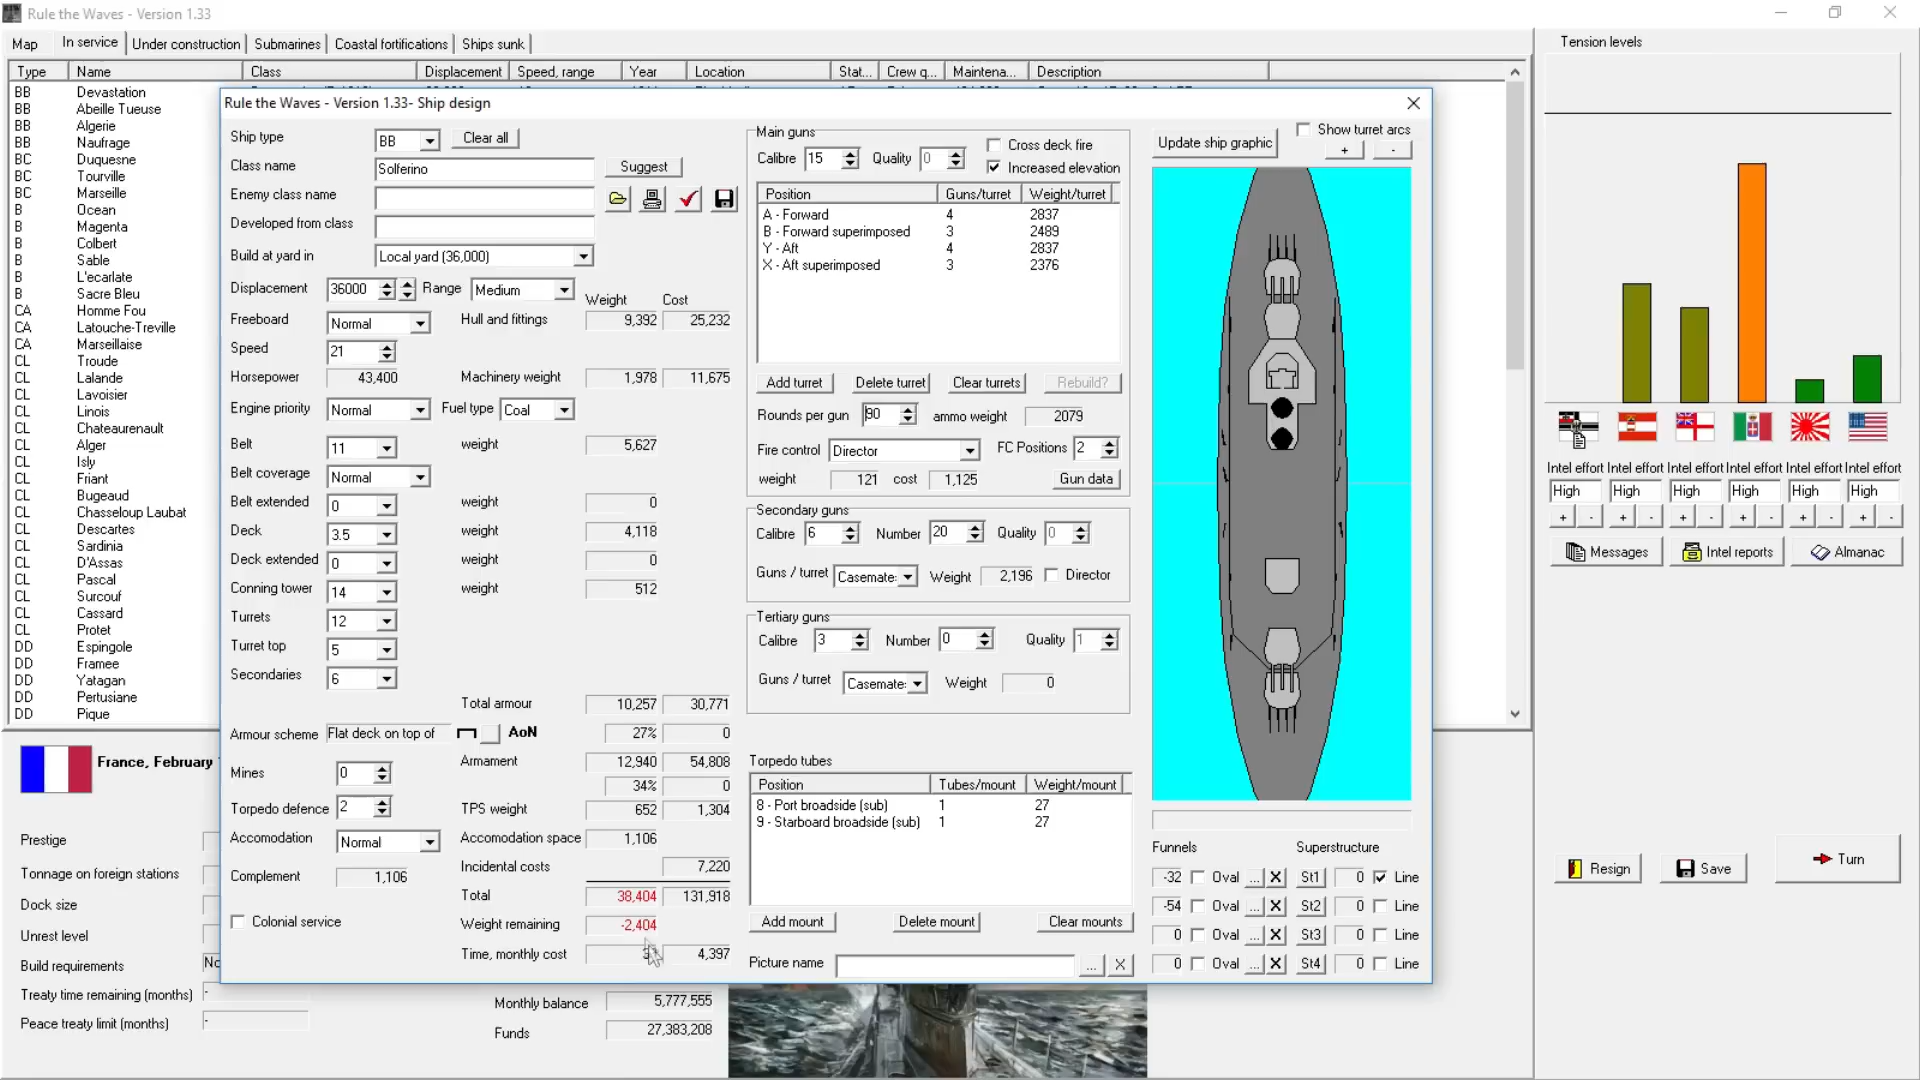 Rule the Waves - Version 1.33
Map In service Under construction Submarines Coastal fortifications Ships sunk
Type Name Class Displacement Speed, range Year Location Stat... Crew q... Maintena... Description
BB Devastation
BB Abeille Tueuse
BB Algerie
BB Naufrage
BC Duquesne
BC Tourville
BC Marseille
B Ocean
B Magenta
B Colbert
B Sable
B L'ecarlate
B Sacre Bleu
CA Homme Fou
CA Latouche-Treville
CA Marseillaise
CL Troude
CL Lalande
CL Lavoisier
CL Linois
CL Chateaurenault
CL Alger
CL Isly
CL Friant
CL Bugeaud
CL Chasseloup Laubat
CL Descartes
CL Sardinia
CL D'Assas
CL Pascal
CL Surcouf
CL Cassard
CL Protet
DD Espingole
DD Framee
DD Yatagan
DD Pertusiane
DD Pique
France, February
Prestige
Tonnage on foreign stations
Dock size
Unrest level
Build requirements No
Treaty time remaining (months) -
Peace treaty limit (months) -
Monthly balance 5,777,555
Funds 27,383,208
Rule the Waves - Version 1.33- Ship design
Ship type BB Clear all
Class name Solferino Suggest
Enemy class name
Developed from class
Build at yard in Local yard (36,000)
Displacement 36000 Range Medium
Weight Cost
Freeboard Normal Hull and fittings 9,392 25,232
Speed 21
Horsepower 43,400 Machinery weight 1,978 11,675
Engine priority Normal Fuel type Coal
Belt 11 weight 5,627
Belt coverage Normal
Belt extended 0 weight 0
Deck 3.5 weight 4,118
Deck extended 0 weight 0
Conning tower 14 weight 512
Turrets 12
Turret top 5
Secondaries 6
Total armour 10,257 30,771
Armour scheme Flat deck on top of AoN 27% 0
Mines 0 Armament 12,940 54,808
34% 0
Torpedo defence 2 TPS weight 652 1,304
Accomodation Normal Accomodation space 1,106
Incidental costs 7,220
Complement 1,106
Total 38,404 131,918
Colonial service Weight remaining -2,404
Time, monthly cost 4,397
Main guns
Calibre 15 Quality 0 Cross deck fire
Increased elevation
Position Guns/turret Weight/turret
A - Forward 4 2837
B - Forward superimposed 3 2489
Y - Aft 4 2837
X - Aft superimposed 3 2376
Add turret Delete turret Clear turrets Rebuild?
Rounds per gun 90 ammo weight 2079
Fire control Director FC Positions 2
weight 121 cost 1,125 Gun data
Secondary guns
Calibre 6 Number 20 Quality 0
Guns / turret Casemate: Weight 2,196 Director
Tertiary guns
Calibre 3 Number 0 Quality 1
Guns / turret Casemate: Weight 0
Torpedo tubes
Position Tubes/mount Weight/mount
8 - Port broadside (sub) 1 27
9 - Starboard broadside (sub) 1 27
Add mount Delete mount Clear mounts
Picture name ... X
Update ship graphic Show turret arcs
+ -
Funnels Superstructure
-32 Oval ... X St1 0 Line
-54 Oval ... X St2 0 Line
0 Oval ... X St3 0 Line
0 Oval ... X St4 0 Line
Tension levels
Intel effort Intel effort Intel effort Intel effort Intel effort Intel effort
High High High High High High
+ - + - + - + - + - + -
Messages Intel reports Almanac
Resign Save Turn